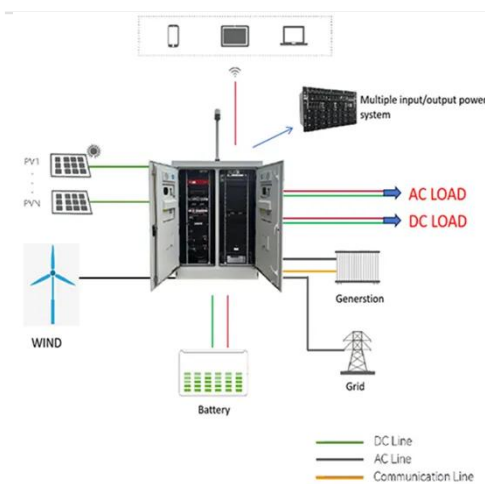 Multiple input/output power
system
PV1
PVN
AC LOAD
DC LOAD
WIND
Generstion
Grid
Battery
DC Line
AC Line
Communication Line